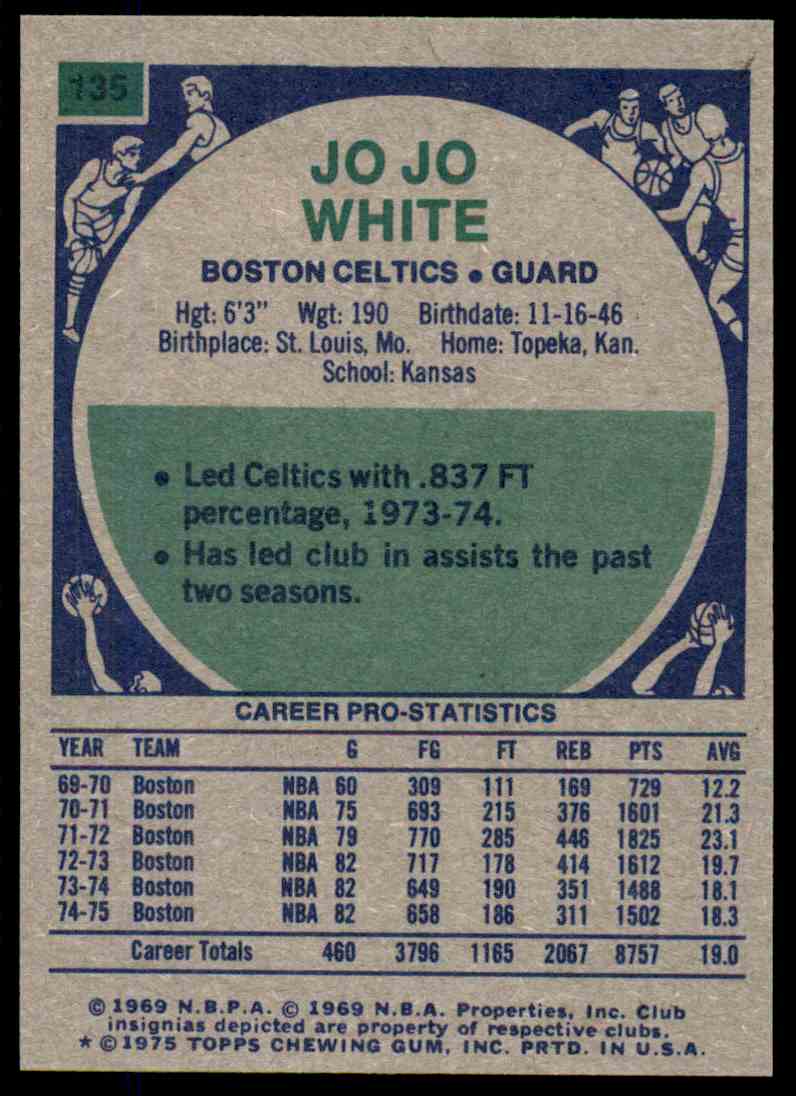 135
JO JO
WHITE
BOSTON CELTICS • GUARD
Hgt: 6'3" Wgt: 190 Birthdate: 11-16-46
Birthplace: St. Louis, Mo. Home: Topeka, Kan.
School: Kansas
• Led Celtics with .837 FT
percentage, 1973-74.
• Has led club in assists the past
two seasons.
CAREER PRO-STATISTICS
YEAR TEAM G FG FT REB PTS AVG
69-70 Boston NBA 60 309 111 169 729 12.2
70-71 Boston NBA 75 693 215 376 1601 21.3
71-72 Boston NBA 79 770 285 446 1825 23.1
72-73 Boston NBA 82 717 178 414 1612 19.7
73-74 Boston NBA 82 649 190 351 1488 18.1
74-75 Boston NBA 82 658 186 311 1502 18.3
Career Totals 460 3796 1165 2067 8757 19.0
© 1969 N.B.P.A. © 1969 N.B.A. Properties, Inc. Club
insignias depicted are property of respective clubs.
* © 1975 TOPPS CHEWING GUM, INC. PRTD. IN U.S.A.